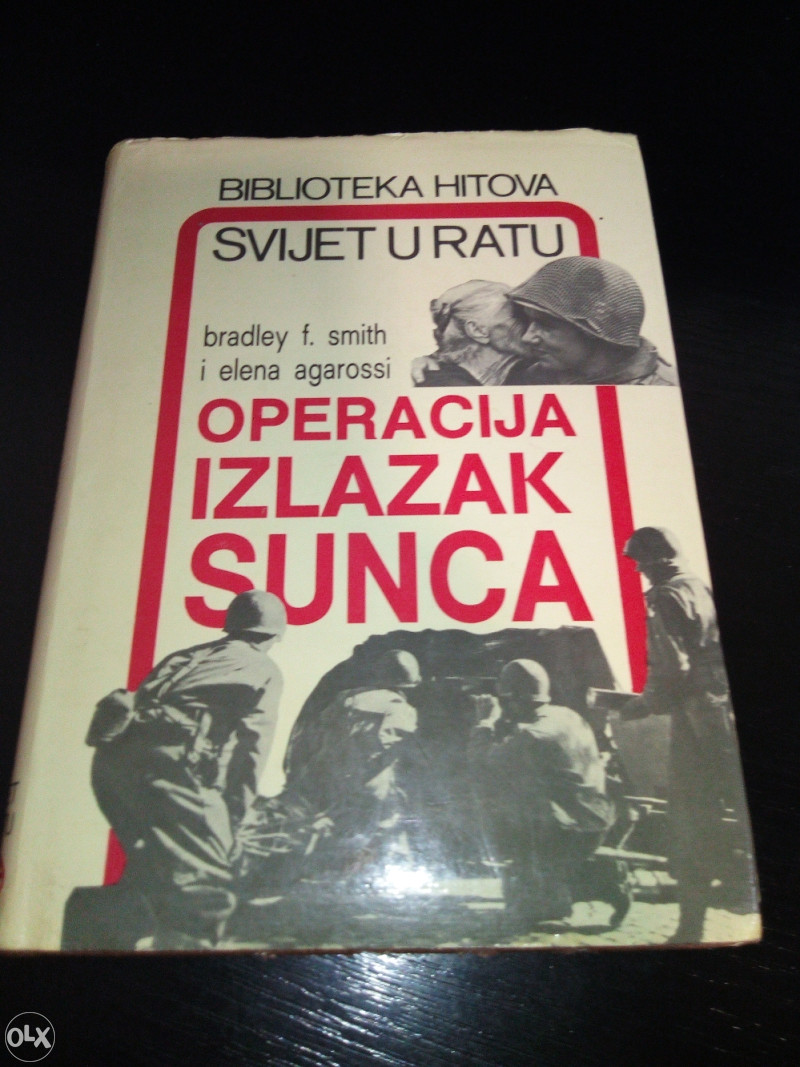 BIBLIOTEKA HITOVA
SVIJET U RATU
bradley f. smith
i elena agarossi
OPERACIJA
IZLAZAK
SUNCA
OLX